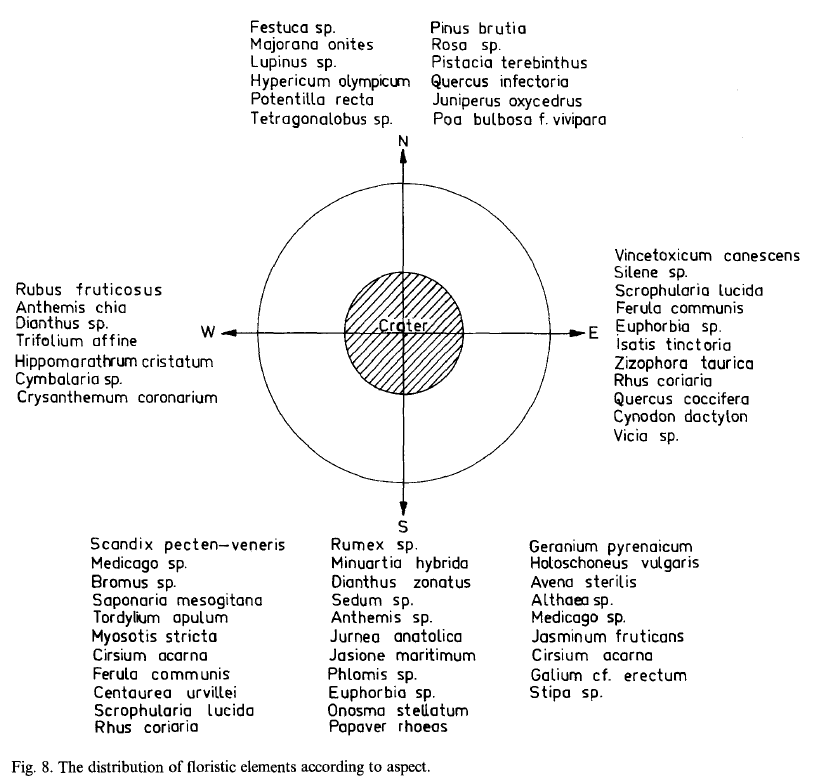 Festuca sp.
Majorana onites
Lupinus sp.
Hypericum olympicum
Potentilla recta
Tetragonalobus sp.
Pinus brutia
Rosa sp.
Pistacia terebinthus
Quercus infectoria
Juniperus oxycedrus
Poa bulbosa f. vivipara
N
Rubus fruticosus
Anthemis chia
Dianthus sp.
Trifolium affine
Hippomarathrum cristatum
Cymbalaria sp.
Crysanthemum coronarium
W
Crater
E
Vincetoxicum canescens
Silene sp.
Scrophularia lucida
Ferula communis
Euphorbia sp.
Isatis tinctoria
Zizophora taurica
Rhus coriaria
Quercus coccifera
Cynodon dactylon
Vicia sp.
S
Scandix pecten-veneris
Medicago sp.
Bromus sp.
Saponaria mesogitana
Tordylium apulum
Myosotis stricta
Cirsium acarna
Ferula communis
Centaurea urvillei
Scrophularia lucida
Rhus coriaria
Rumex sp.
Minuartia hybrida
Dianthus zonatus
Sedum sp.
Anthemis sp.
Jurnea anatolica
Jasione maritimum
Phlomis sp.
Euphorbia sp.
Onosma stellatum
Papaver rhoeas
Geranium pyrenaicum
Holoschoneus vulgaris
Avena sterilis
Althaea sp.
Medicago sp.
Jasminum fruticans
Cirsium acarna
Galium cf. erectum
Stipa sp.
Fig. 8. The distribution of floristic elements according to aspect.